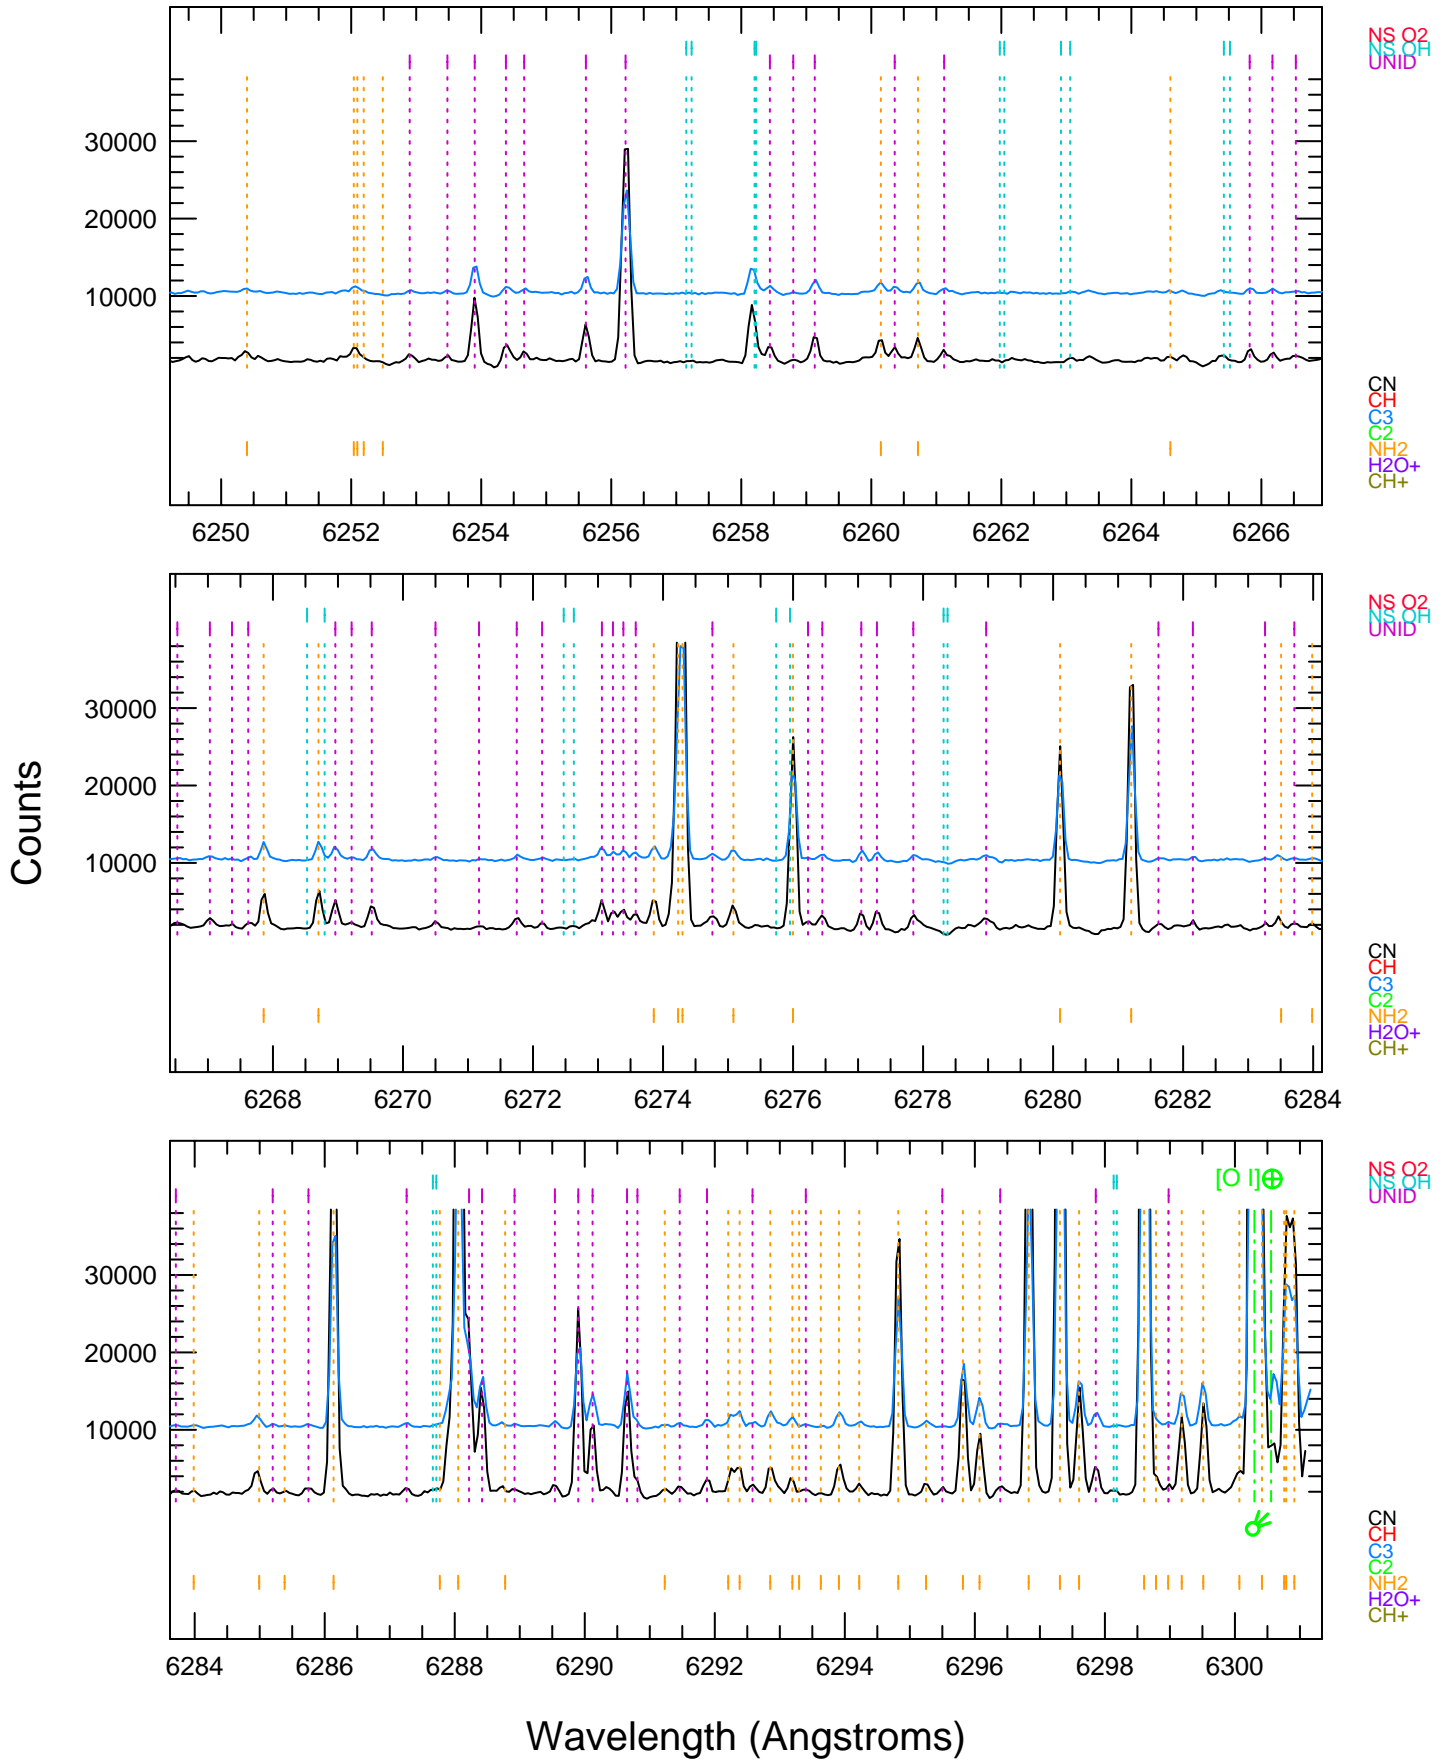 NS O2
NS OH
UNID
30000
20000
10000
CN
CH
C3
C2
NH2
H2O+
CH+
6250 6252 6254 6256 6258 6260 6262 6264 6266
NS O2
NS OH
UNID
30000
20000
10000
Counts
CN
CH
C3
C2
NH2
H2O+
CH+
6268 6270 6272 6274 6276 6278 6280 6282 6284
[O I]⊕
NS O2
NS OH
UNID
30000
20000
10000
CN
CH
C3
C2
NH2
H2O+
CH+
6284 6286 6288 6290 6292 6294 6296 6298 6300
Wavelength (Angstroms)